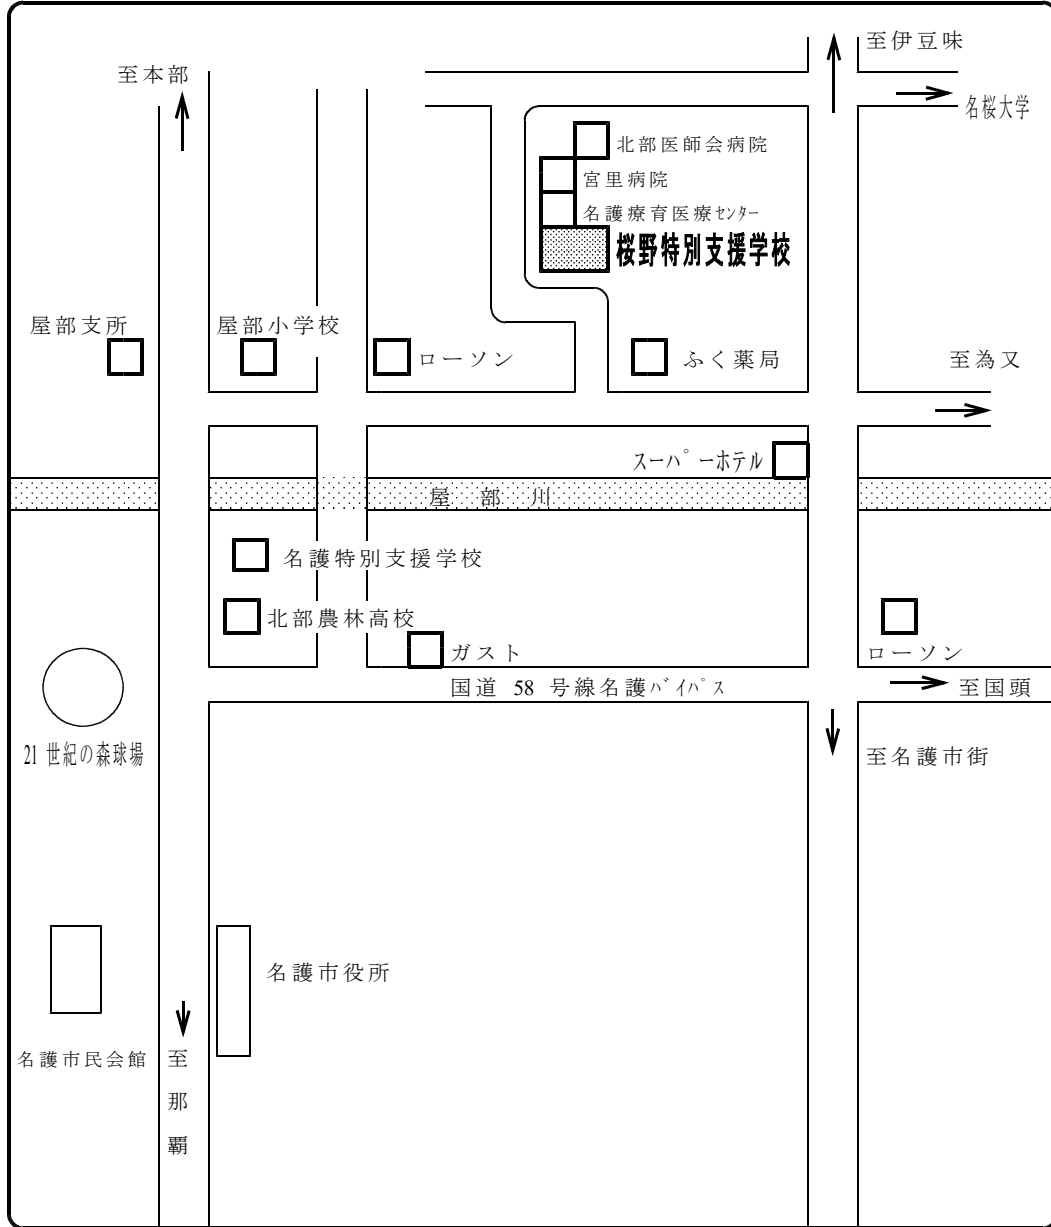 至伊豆味
至本部
名桜大学
北部医師会病院
宮里病院
名護療育医療ｾﾝﾀｰ
桜野特別支援学校
屋部支所
屋部小学校
ローソン
ふく薬局
至為又
スーパーホテル
屋部川
名護特別支援学校
北部農林高校
ガスト
ローソン
国道 58 号線名護ﾊﾞｲﾊﾟｽ
至国頭
21 世紀の森球場
至名護市街
名護市役所
名護市民会館
至那覇